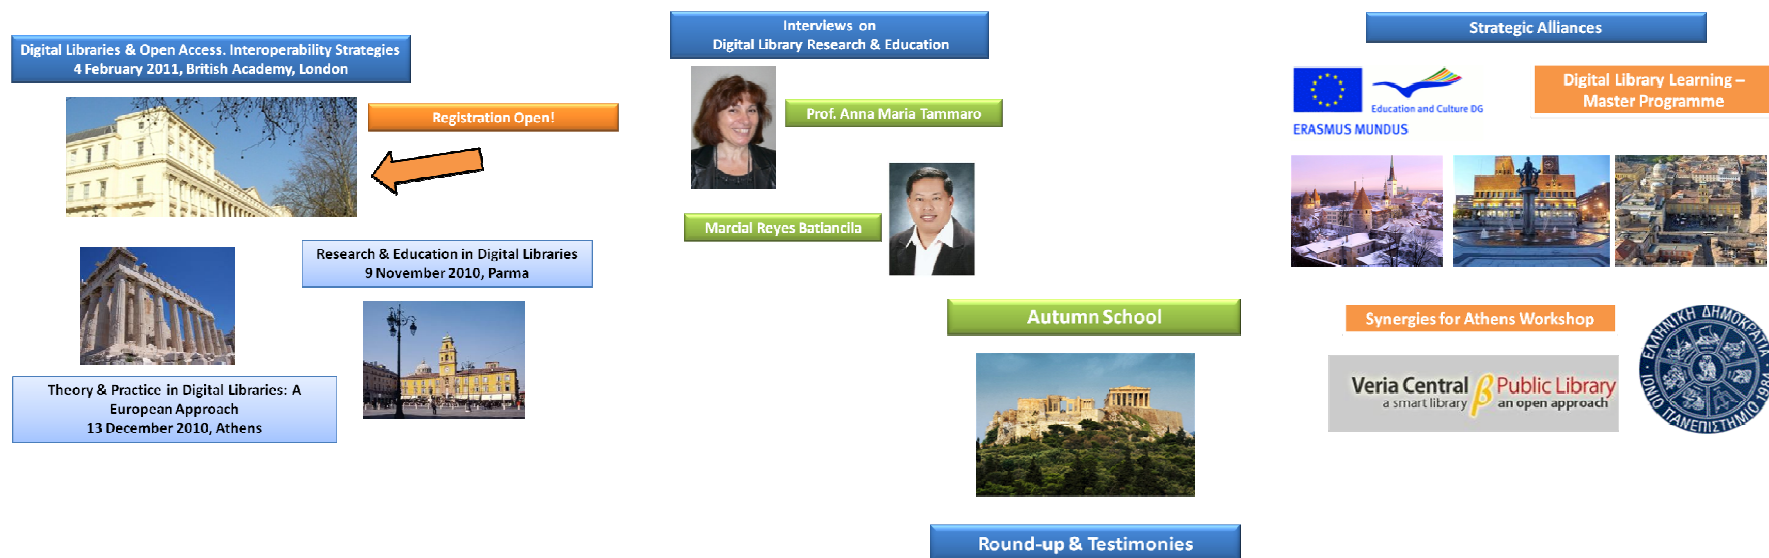 Digital Libraries & Open Access. Interoperability Strategies
4 February 2011, British Academy, London
Registration Open!
Research & Education in Digital Libraries
9 November 2010, Parma
Theory & Practice in Digital Libraries: A
European Approach
13 December 2010, Athens
Interviews on
Digital Library Research & Education
Prof. Anna Maria Tammaro
Marcial Reyes Batiancila
Autumn School
Round-up & Testimonies
Strategic Alliances
Education and Culture DG
ERASMUS MUNDUS
Digital Library Learning –
Master Programme
Synergies for Athens Workshop
Veria Central β Public Library
a smart library an open approach
ΕΛΛΗΝΙΚΗ ΔΗΜΟΚΡΑΤΙΑ
ΙΟΝΙΟ ΠΑΝΕΠΙΣΤΗΜΙΟ 1984